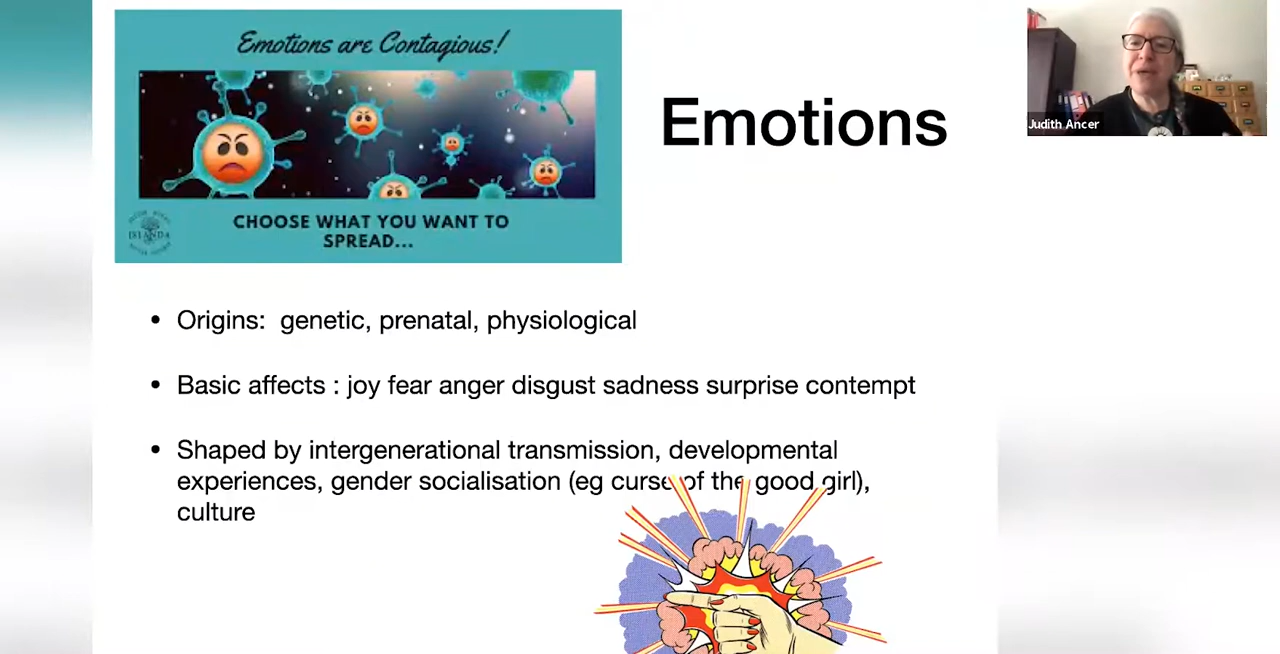 Emotions are Contagious!
CHOOSE WHAT YOU WANT TO
SPREAD...
ISLANDA
Emotions
Judith Ancer
• Origins:  genetic, prenatal, physiological
• Basic affects : joy fear anger disgust sadness surprise contempt
• Shaped by intergenerational transmission, developmental
experiences, gender socialisation (eg curse of the good girl),
culture